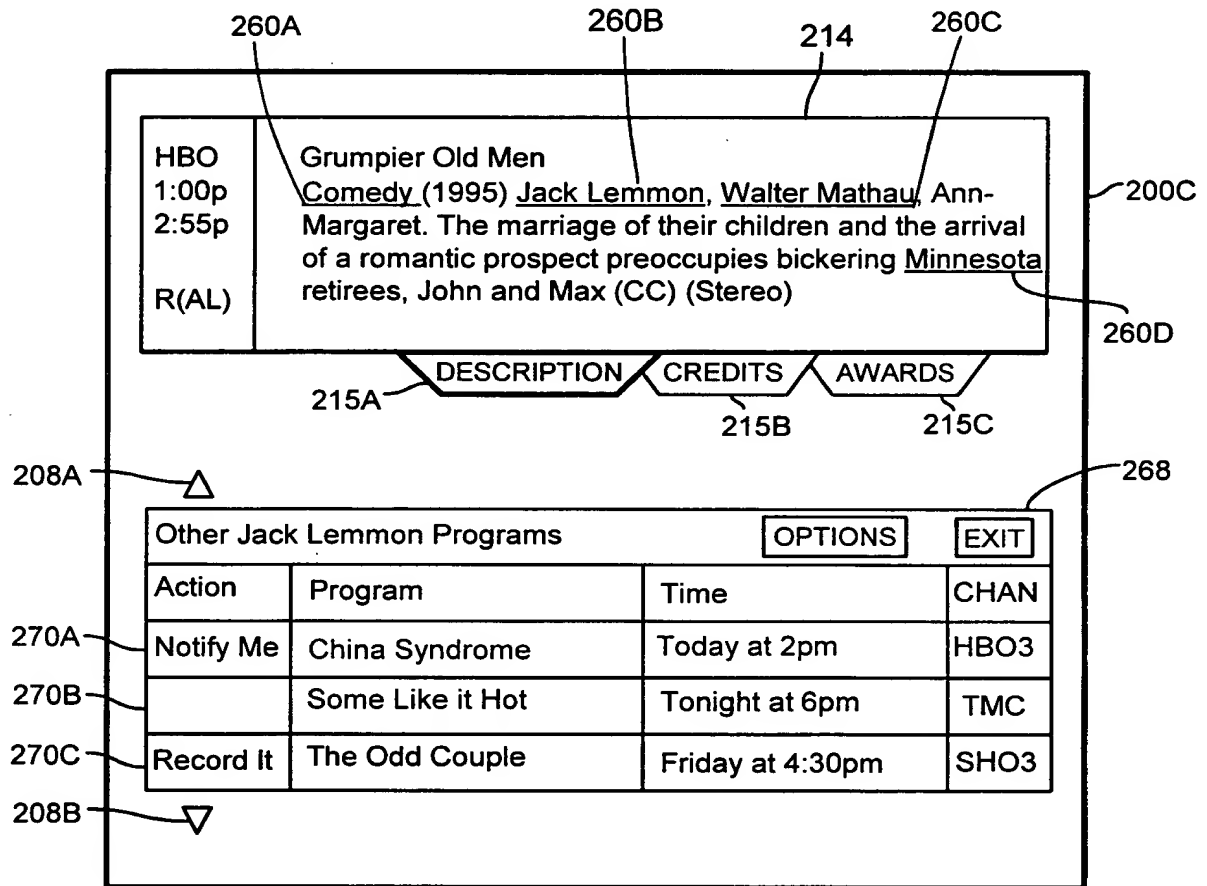 260A 260B 260C
214
HBO Grumpier Old Men
1:00p Comedy (1995) Jack Lemmon, Walter Mathau, Ann-
200C
2:55p Margaret. The marriage of their children and the arrival
of a romantic prospect preoccupies bickering Minnesota
R(AL) retirees, John and Max (CC) (Stereo)
260D
DESCRIPTION CREDITS AWARDS
215A
215B 215C
208A
268
Other Jack Lemmon Programs OPTIONS EXIT
Action Program Time CHAN
270A Notify Me China Syndrome Today at 2pm HBO3
270B Some Like it Hot Tonight at 6pm TMC
270C Record It The Odd Couple Friday at 4:30pm SHO3
208B